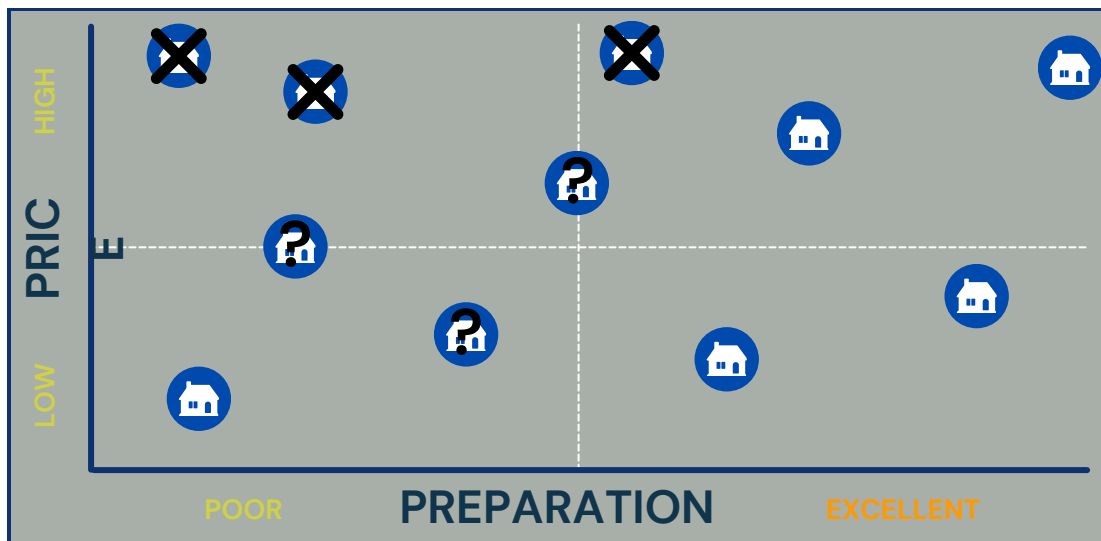 HIGH
PRIC
E
LOW
?
?
?
POOR
PREPARATION
EXCELLENT